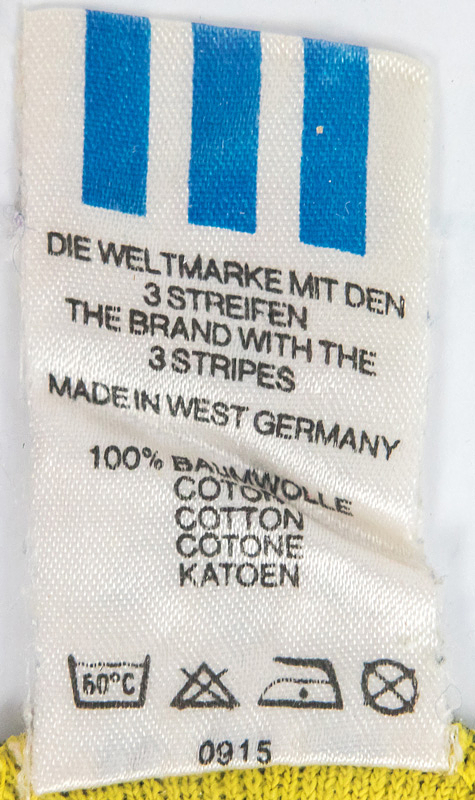 DIE WELTMARKE MIT DEN
3 STREIFEN
THE BRAND WITH THE
3 STRIPES
MADE IN WEST GERMANY
100% BAUMWOLLE
COTON
COTTON
COTONE
KATOEN
60°C
0915